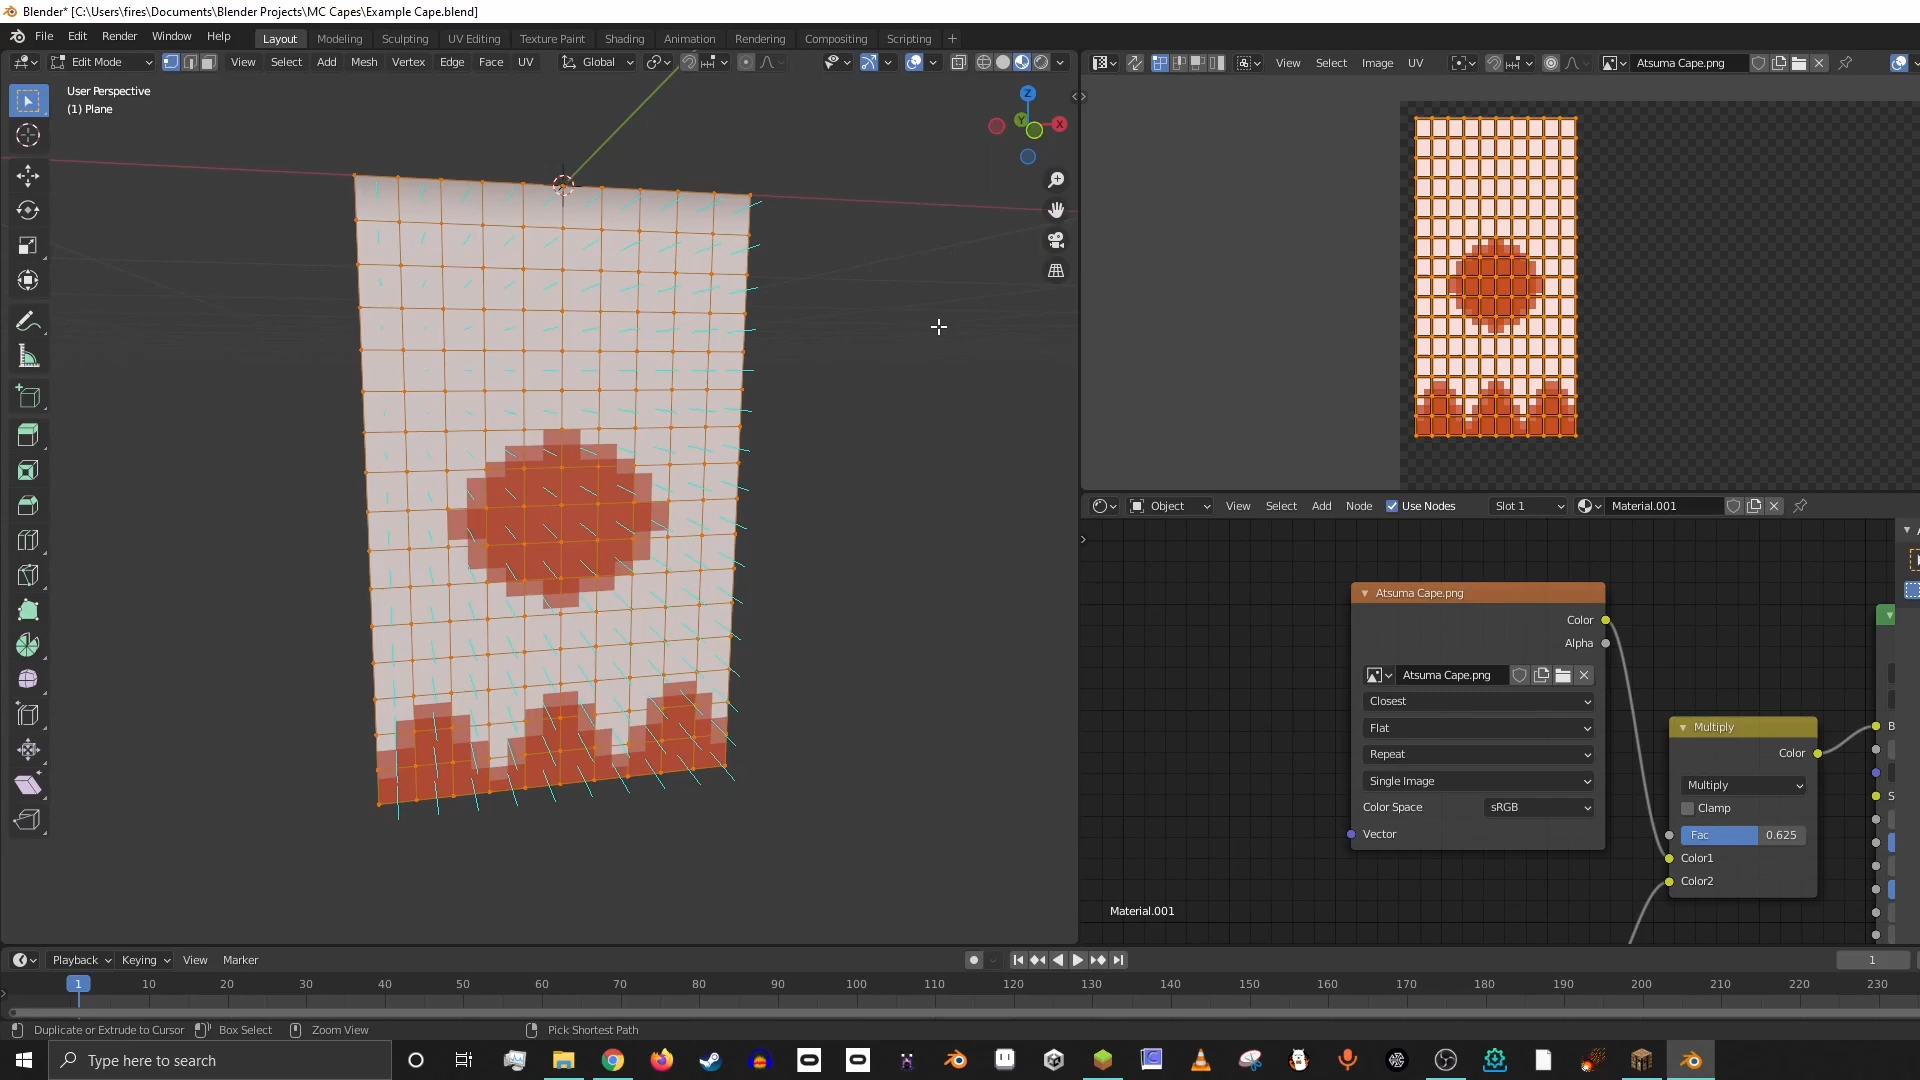 Blender* [C:\Users\fires\Documents\Blender Projects\MC Capes\Example Cape.blend]
File Edit Render Window Help Layout Modeling Sculpting UV Editing Texture Paint Shading Animation Rendering Compositing Scripting +
Edit Mode View Select Add Mesh Vertex Edge Face UV Global
View Select Image UV Atsuma Cape.png
User Perspective
(1) Plane
Z
Y
X
Object View Select Add Node Use Nodes Slot 1 Material.001
Atsuma Cape.png
Color
Alpha
Atsuma Cape.png
Closest
Flat
Repeat
Single Image
Color Space sRGB
Vector
Multiply
Color
Multiply
Clamp
Fac 0.625
Color1
Color2
B
S
Material.001
Playback Keying View Marker 1
1 10 20 30 40 50 60 70 80 90 100 110 120 130 140 150 160 170 180 190 200 210 220 230
Duplicate or Extrude to Cursor Box Select Zoom View Pick Shortest Path
Type here to search